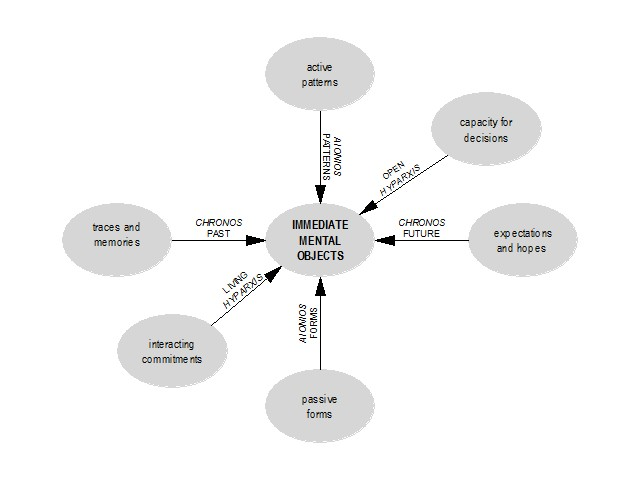 active
patterns
capacity for
decisions
AIONIOS
PATTERNS
OPEN
HYPARXIS
traces and
memories
CHRONOS
PAST
IMMEDIATE
MENTAL
OBJECTS
CHRONOS
FUTURE
expectations
and hopes
LIVING
HYPARXIS
AIONIOS
FORMS
interacting
commitments
passive
forms